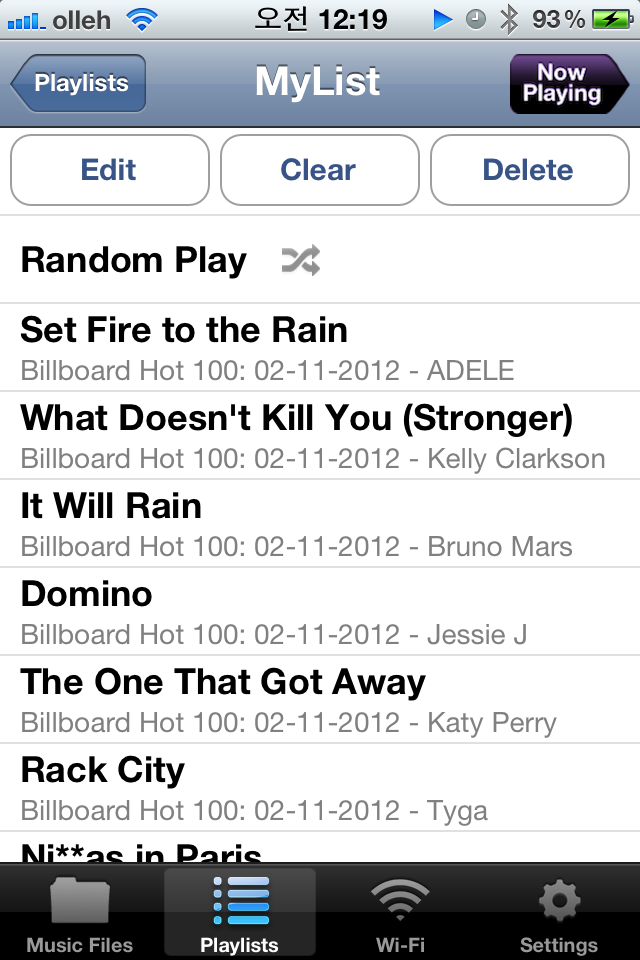 olleh 오전 12:19 93%
Playlists MyList Now Playing
Edit Clear Delete
Random Play
Set Fire to the Rain
Billboard Hot 100: 02-11-2012 - ADELE
What Doesn't Kill You (Stronger)
Billboard Hot 100: 02-11-2012 - Kelly Clarkson
It Will Rain
Billboard Hot 100: 02-11-2012 - Bruno Mars
Domino
Billboard Hot 100: 02-11-2012 - Jessie J
The One That Got Away
Billboard Hot 100: 02-11-2012 - Katy Perry
Rack City
Billboard Hot 100: 02-11-2012 - Tyga
Ni**as in Paris
Music Files Playlists Wi-Fi Settings